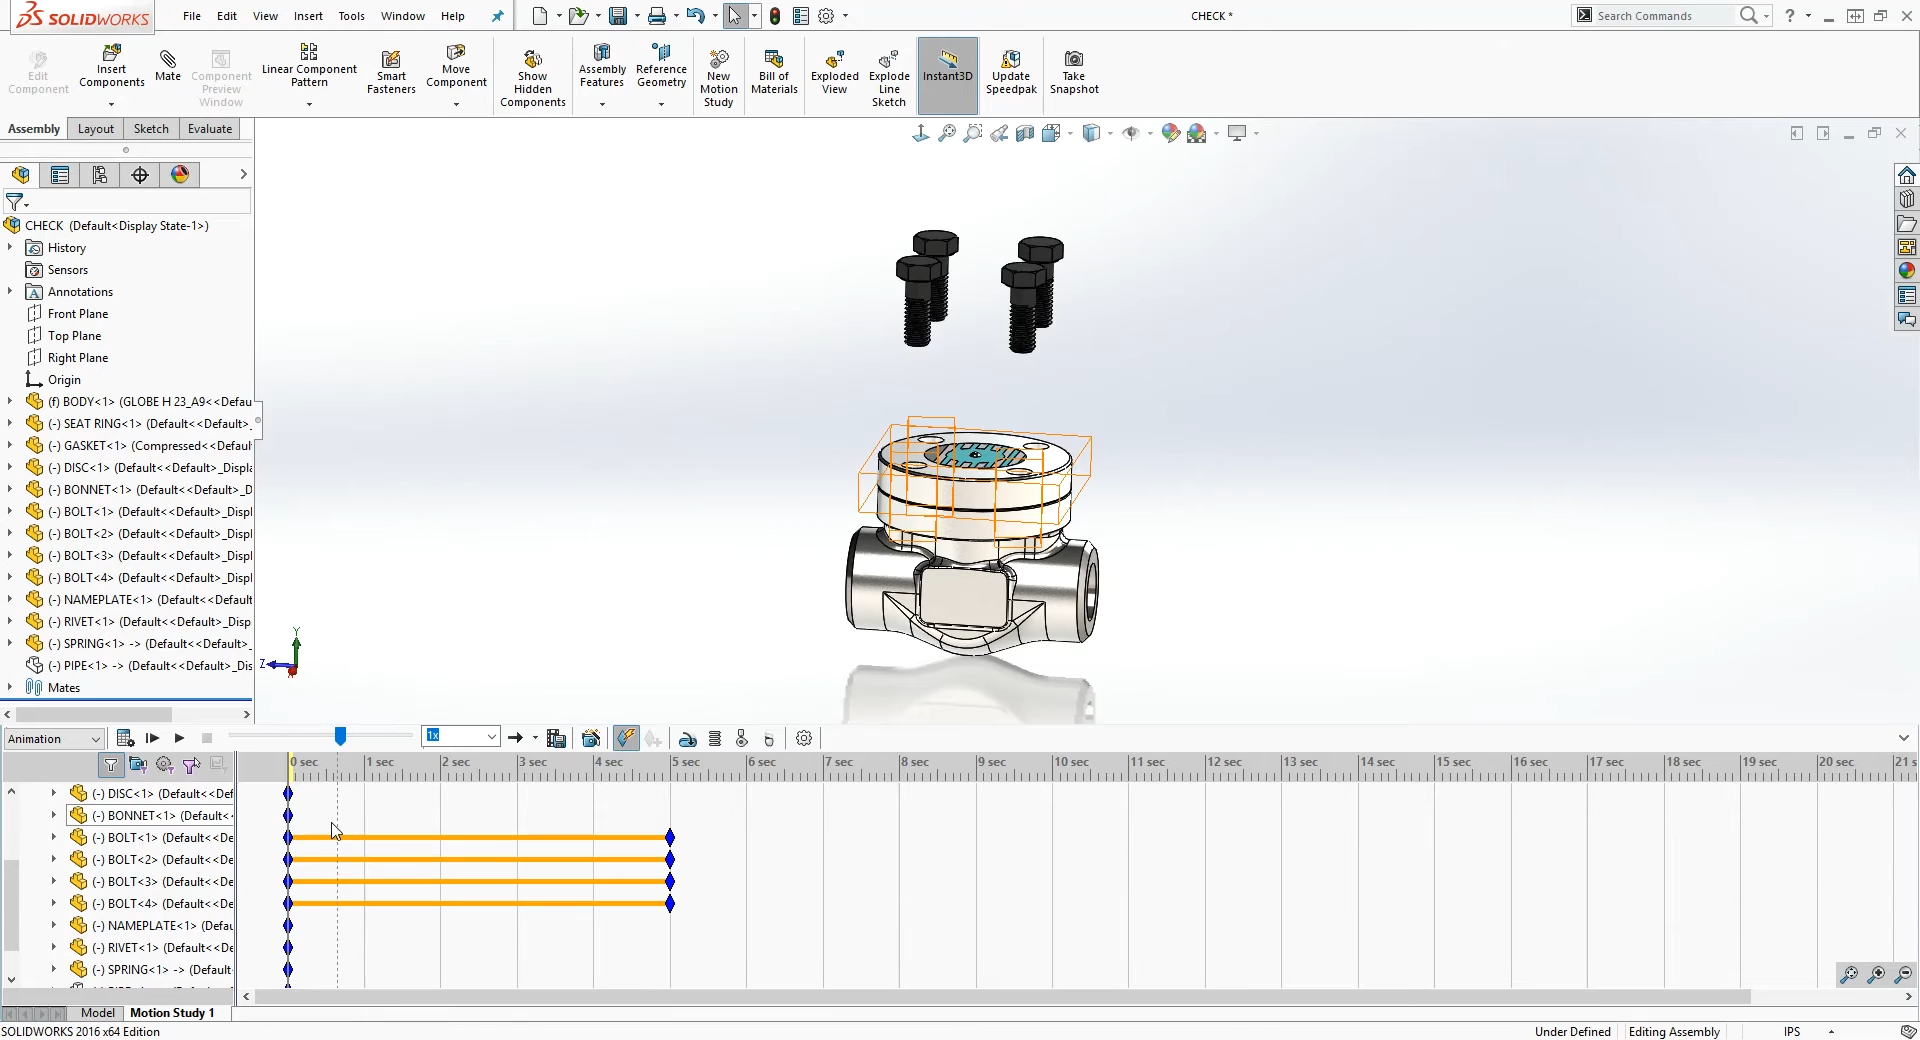 SOLIDWORKS
File Edit View Insert Tools Window Help
CHECK *
Search Commands
Edit Component
Insert Components
Mate
Component Preview Window
Linear Component Pattern
Smart Fasteners
Move Component
Show Hidden Components
Assembly Features
Reference Geometry
New Motion Study
Bill of Materials
Exploded View
Explode Line Sketch
Instant3D
Update Speedpak
Take Snapshot
Assembly Layout Sketch Evaluate
CHECK (Default<Display State-1>)
History
Sensors
Annotations
Front Plane
Top Plane
Right Plane
Origin
(f) BODY<1> (GLOBE H 23_A9<<Defau
(-) SEAT RING<1> (Default<<Default>_
(-) GASKET<1> (Compressed<<Defaul
(-) DISC<1> (Default<<Default>_Displa
(-) BONNET<1> (Default<<Default>_D
(-) BOLT<1> (Default<<Default>_Displ
(-) BOLT<2> (Default<<Default>_Displ
(-) BOLT<3> (Default<<Default>_Displ
(-) BOLT<4> (Default<<Default>_Displ
(-) NAMEPLATE<1> (Default<<Default
(-) RIVET<1> (Default<<Default>_Disp
(-) SPRING<1> -> (Default<<Default>_
(-) PIPE<1> -> (Default<<Default>_Dis
Mates
Y
Z
Animation
1x
0 sec 1 sec 2 sec 3 sec 4 sec 5 sec 6 sec 7 sec 8 sec 9 sec 10 sec 11 sec 12 sec 13 sec 14 sec 15 sec 16 sec 17 sec 18 sec 19 sec 20 sec 21 s
(-) DISC<1> (Default<<Def
(-) BONNET<1> (Default<
(-) BOLT<1> (Default<<De
(-) BOLT<2> (Default<<De
(-) BOLT<3> (Default<<De
(-) BOLT<4> (Default<<De
(-) NAMEPLATE<1> (Defau
(-) RIVET<1> (Default<<De
(-) SPRING<1> -> (Default
Model Motion Study 1
SOLIDWORKS 2016 x64 Edition
Under Defined Editing Assembly IPS